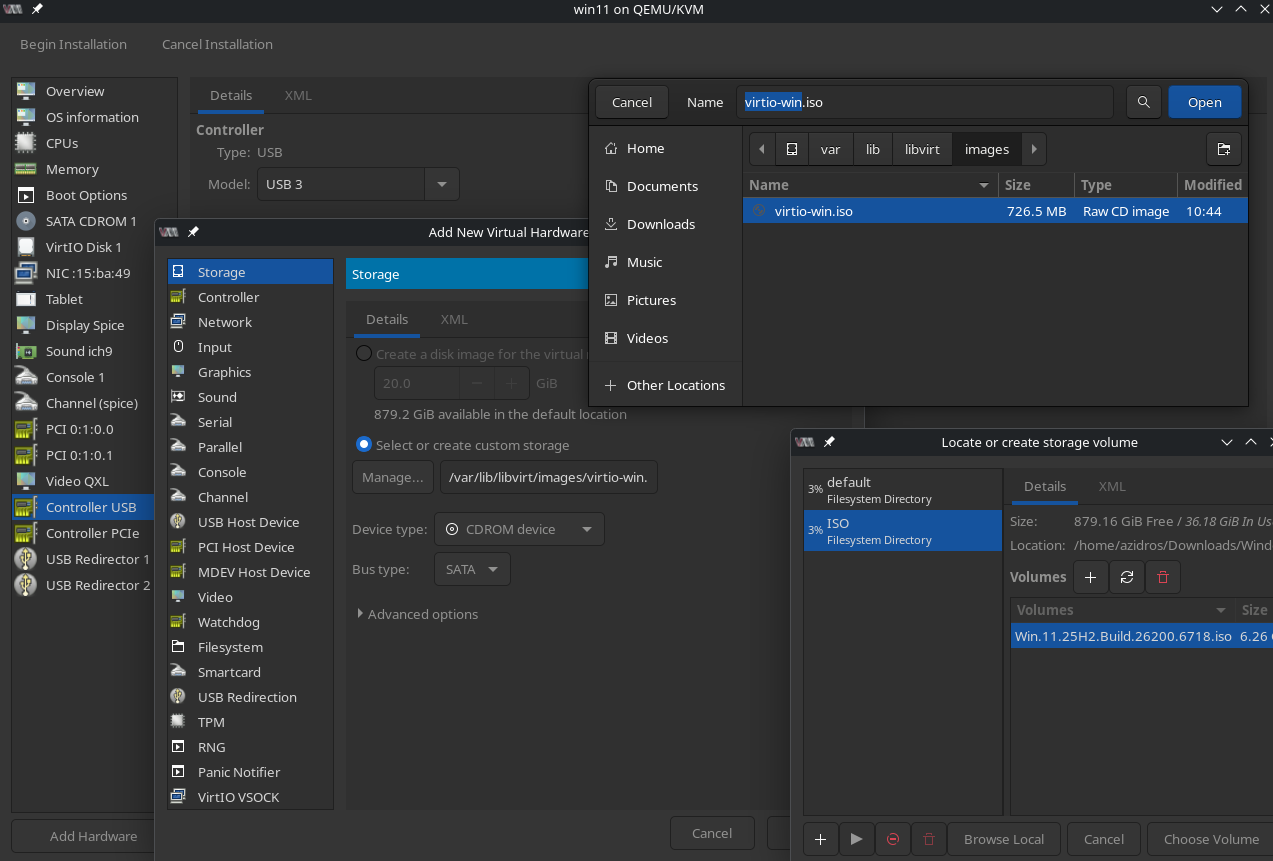 win11 on QEMU/KVM
Begin Installation
Cancel Installation
Overview
OS information
CPUs
Memory
Boot Options
SATA CDROM 1
VirtIO Disk 1
NIC :15:ba:49
Tablet
Display Spice
Sound ich9
Console 1
Channel (spice)
PCI 0:1:0.0
PCI 0:1:0.1
Video QXL
Controller USB
Controller PCIe
USB Redirector 1
USB Redirector 2
Add Hardware
Details
XML
Controller
Type: USB
Model: USB 3
Add New Virtual Hardware
Storage
Controller
Network
Input
Graphics
Sound
Serial
Parallel
Console
Channel
USB Host Device
PCI Host Device
MDEV Host Device
Video
Watchdog
Filesystem
Smartcard
USB Redirection
TPM
RNG
Panic Notifier
VirtIO VSOCK
Storage
Details
XML
Create a disk image for the virtual
20.0
GiB
879.2 GiB available in the default location
Select or create custom storage
Manage...
/var/lib/libvirt/images/virtio-win.
Device type:
CDROM device
Bus type:
SATA
Advanced options
Cancel
Cancel
Name
virtio-win.iso
Open
Home
Documents
Downloads
Music
Pictures
Videos
Other Locations
var
lib
libvirt
images
Name
Size
Type
Modified
virtio-win.iso
726.5 MB
Raw CD image
10:44
Locate or create storage volume
3%
default
Filesystem Directory
3%
ISO
Filesystem Directory
Details
XML
Size: 879.16 GiB Free / 36.18 GiB In Us
Location: /home/azidros/Downloads/Wind
Volumes
Volumes
Size
Win.11.25H2.Build.26200.6718.iso
6.26
Browse Local
Cancel
Choose Volume